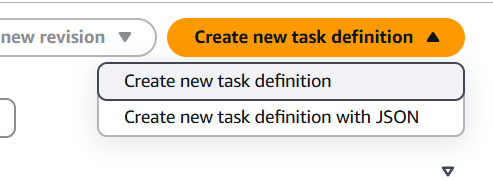 new revision
Create new task definition
Create new task definition
Create new task definition with JSON